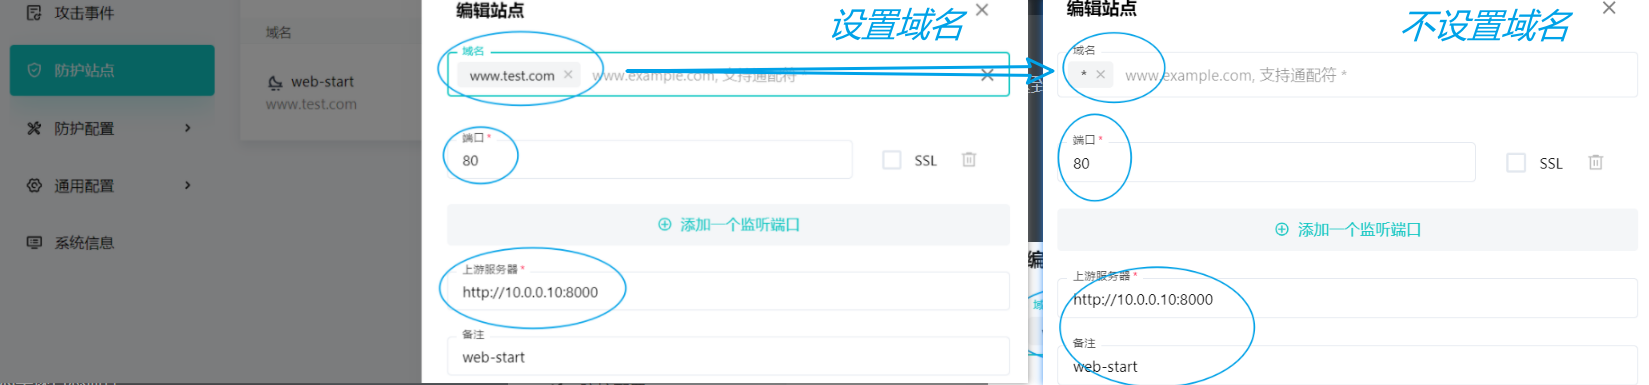 攻击事件
域名
防护站点
web-start
www.test.com
防护配置
通用配置
系统信息
编辑站点
设置域名
域名
www.test.com
www.example.com, 支持通配符 *
端口 *
80
SSL
添加一个监听端口
上游服务器 *
http://10.0.0.10:8000
备注
web-start
编辑站点
不设置域名
域名
*
www.example.com, 支持通配符 *
端口 *
80
SSL
添加一个监听端口
上游服务器 *
http://10.0.0.10:8000
备注
web-start